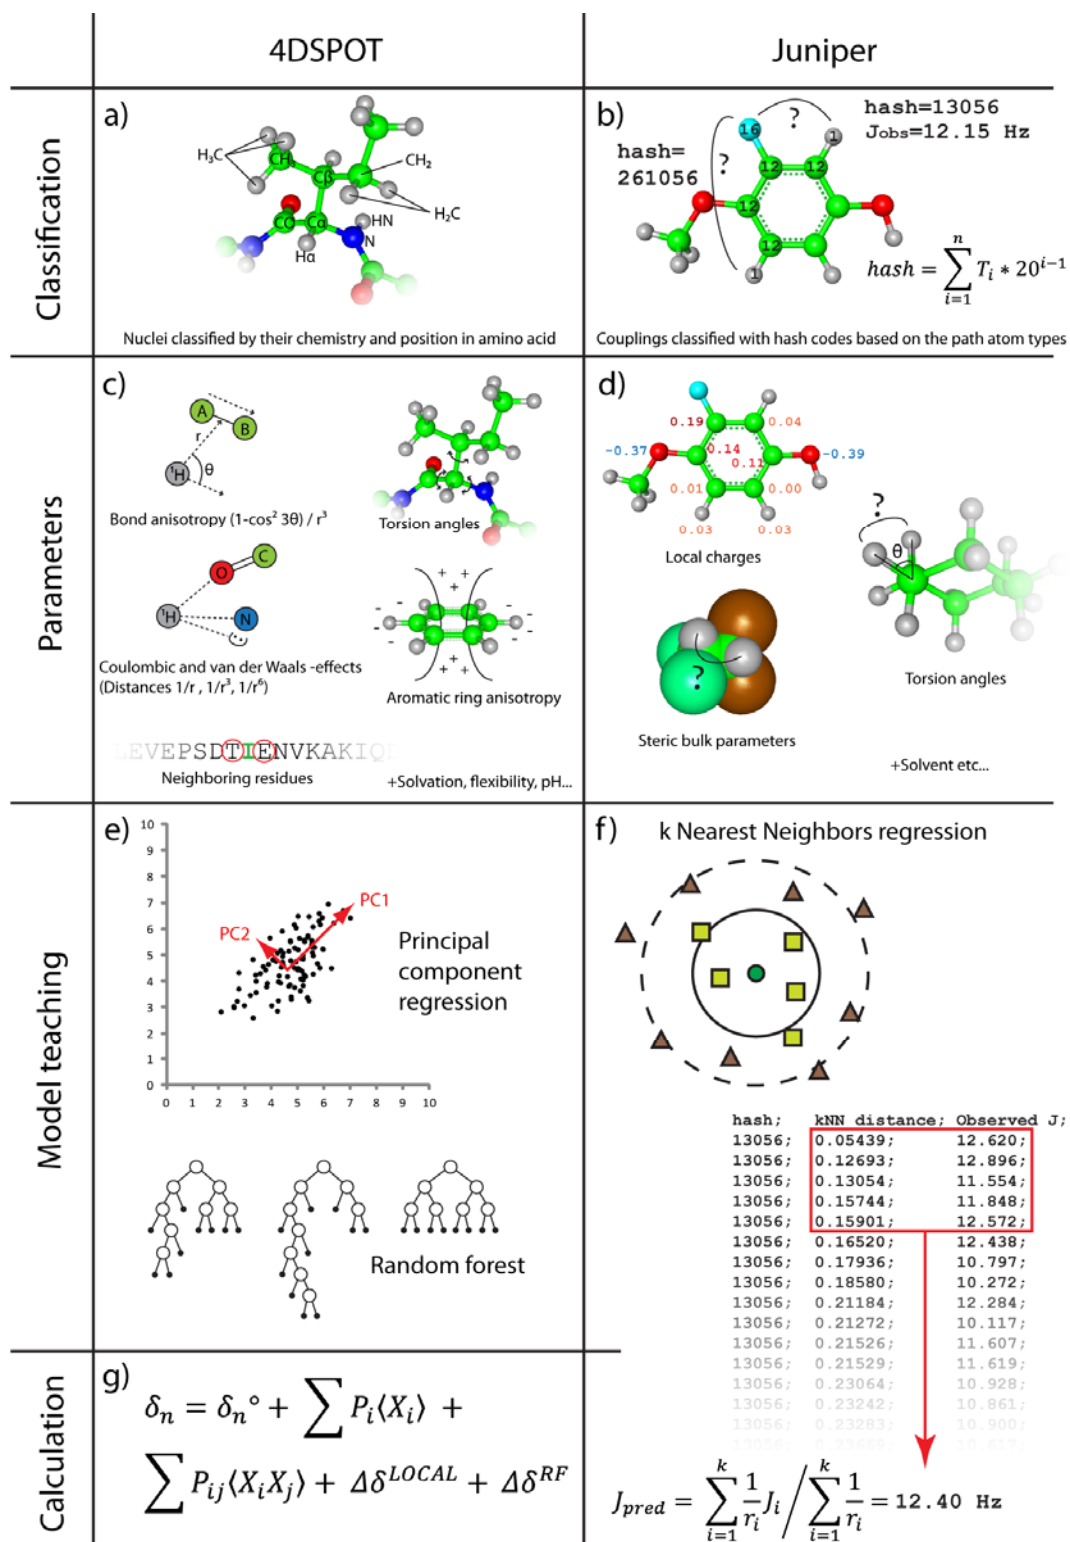 4DSPOT
Juniper
Classification
a)
H₃C
CH
Cβ
CH₂
H₂C
CO
Cα
HN
N
Hα
Nuclei classified by their chemistry and position in amino acid
b)
16
?
1
hash=13056
Jobs=12.15 Hz
hash=
261056
?
12
12
12
12
1
hash = ∑ⁿᵢ₌₁ Tᵢ * 20ⁱ⁻¹
Couplings classified with hash codes based on the path atom types
Parameters
c)
A
B
r
¹H
θ
Bond anisotropy (1-cos² 3θ) / r³
O
C
¹H
N
Coulombic and van der Waals -effects
(Distances 1/r , 1/r³, 1/r⁶)
Torsion angles
+ +
+
- - - - - -
+
+ +
Aromatic ring anisotropy
LEVEPSDTIENVKAKIQD
Neighboring residues
+Solvation, flexibility, pH...
d)
0.19
0.04
-0.37
0.14
0.11
-0.39
0.01
0.00
0.03
0.03
Local charges
?
θ
Torsion angles
?
Steric bulk parameters
+Solvent etc...
Model teaching
e)
10
9
8
7
6
5
4
3
2
1
0
0 1 2 3 4 5 6 7 8 9 10
PC1
PC2
Principal
component
regression
Random forest
f)
k Nearest Neighbors regression
hash; kNN distance; Observed J;
13056; 0.05439; 12.620;
13056; 0.12693; 12.896;
13056; 0.13054; 11.554;
13056; 0.15744; 11.848;
13056; 0.15901; 12.572;
13056; 0.16520; 12.438;
13056; 0.17936; 10.797;
13056; 0.18580; 10.272;
13056; 0.21184; 12.284;
13056; 0.21272; 10.117;
13056; 0.21526; 11.607;
13056; 0.21529; 11.619;
13056; 0.23064; 10.928;
13056; 0.23242; 10.861;
13056; 0.23283; 10.900;
13056;
Calculation
g)
δₙ = δₙ° + ∑ Pᵢ⟨Xᵢ⟩ +
∑ Pᵢⱼ⟨XᵢXⱼ⟩ + Δδ^LOCAL + Δδ^RF
J_pred = ∑ᵏᵢ₌₁ 1/rᵢ Jᵢ / ∑ᵏᵢ₌₁ 1/rᵢ = 12.40 Hz